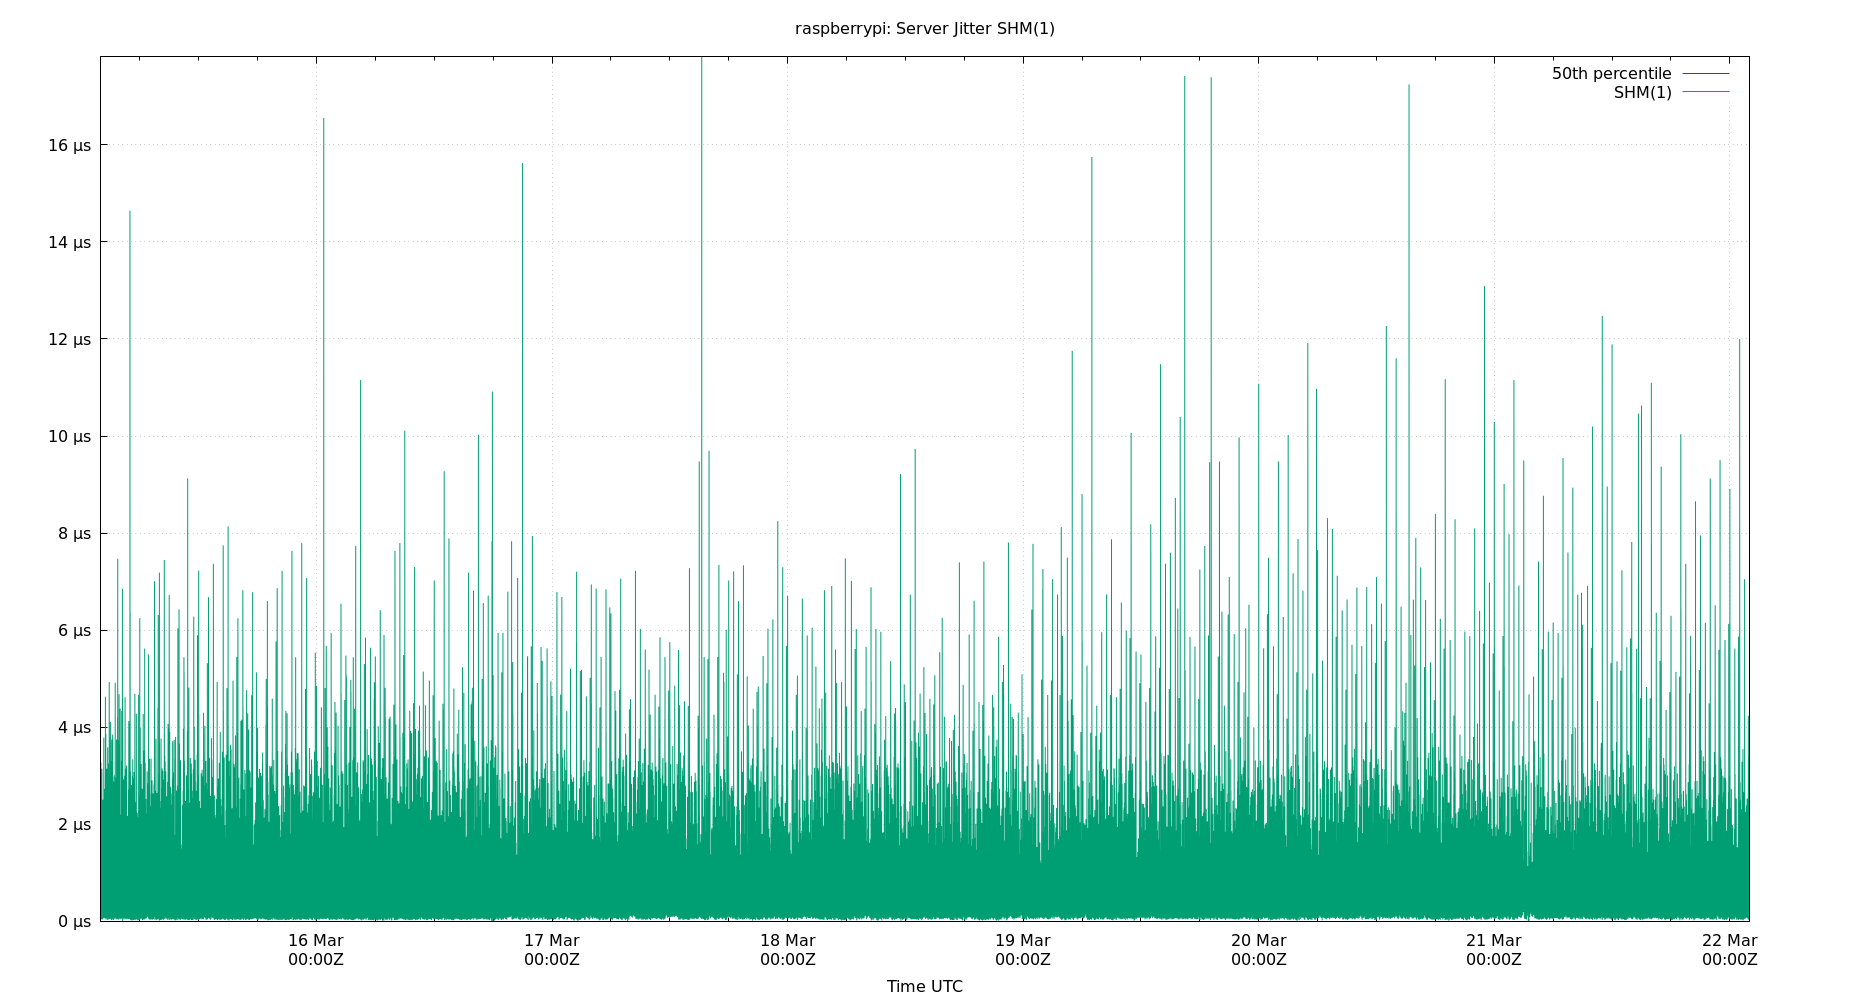 raspberrypi: Server Jitter SHM(1)
50th percentile
SHM(1)
16 µs
14 µs
12 µs
10 µs
8 µs
6 µs
4 µs
2 µs
0 µs
16 Mar 17 Mar 18 Mar 19 Mar 20 Mar 21 Mar 22 Mar
00:00Z 00:00Z 00:00Z 00:00Z 00:00Z 00:00Z 00:00Z
Time UTC